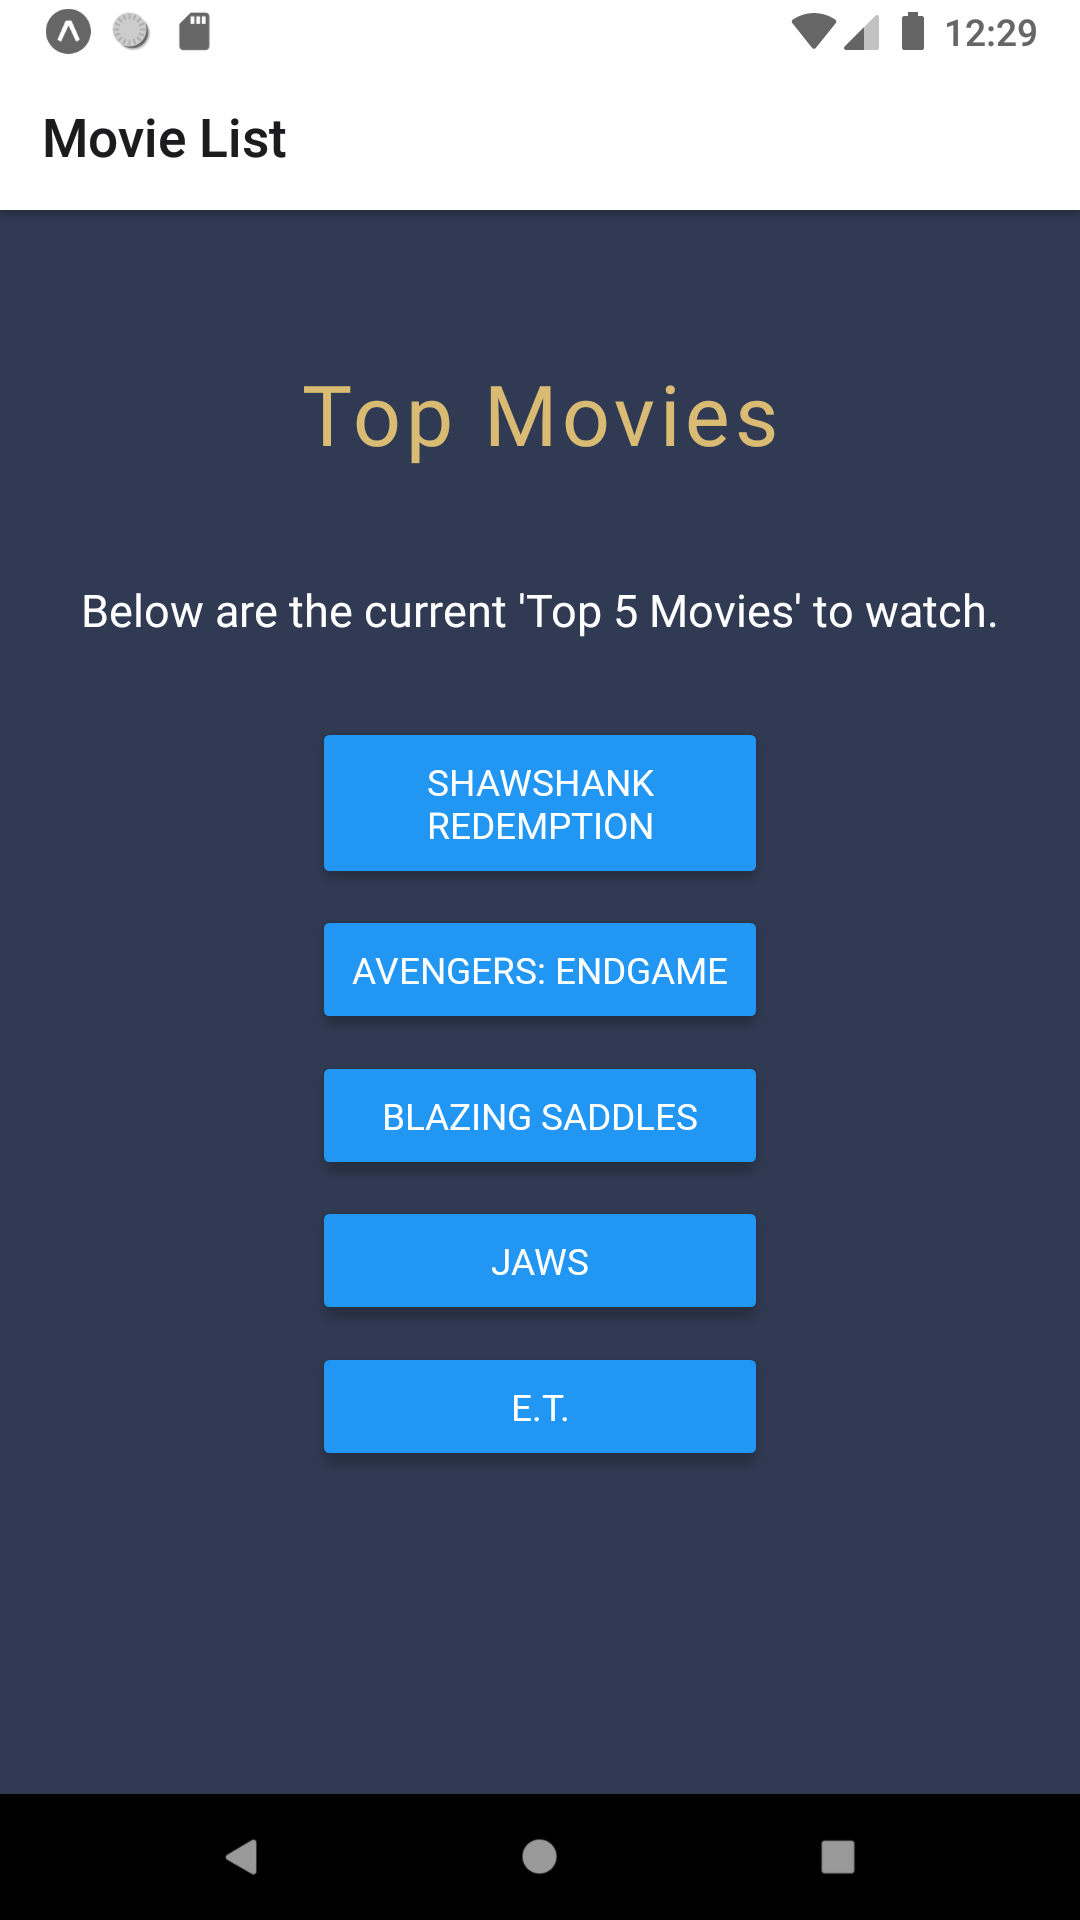 12:29
Movie List
Top Movies
Below are the current 'Top 5 Movies' to watch.
SHAWSHANK
REDEMPTION
AVENGERS: ENDGAME
BLAZING SADDLES
JAWS
E.T.